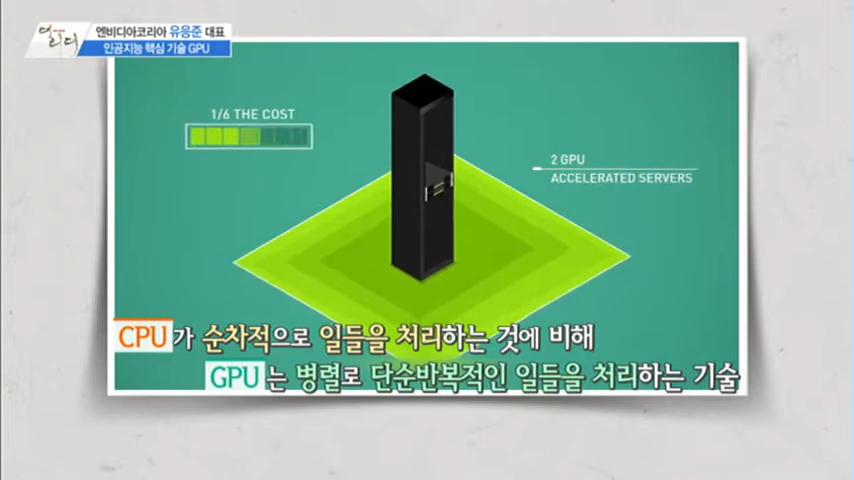 엔비디아코리아 유응준 대표
인공지능 핵심 기술 GPU
1/6 THE COST
2 GPU
ACCELERATED SERVERS
CPU가 순차적으로 일들을 처리하는 것에 비해
GPU는 병렬로 단순반복적인 일들을 처리하는 기술